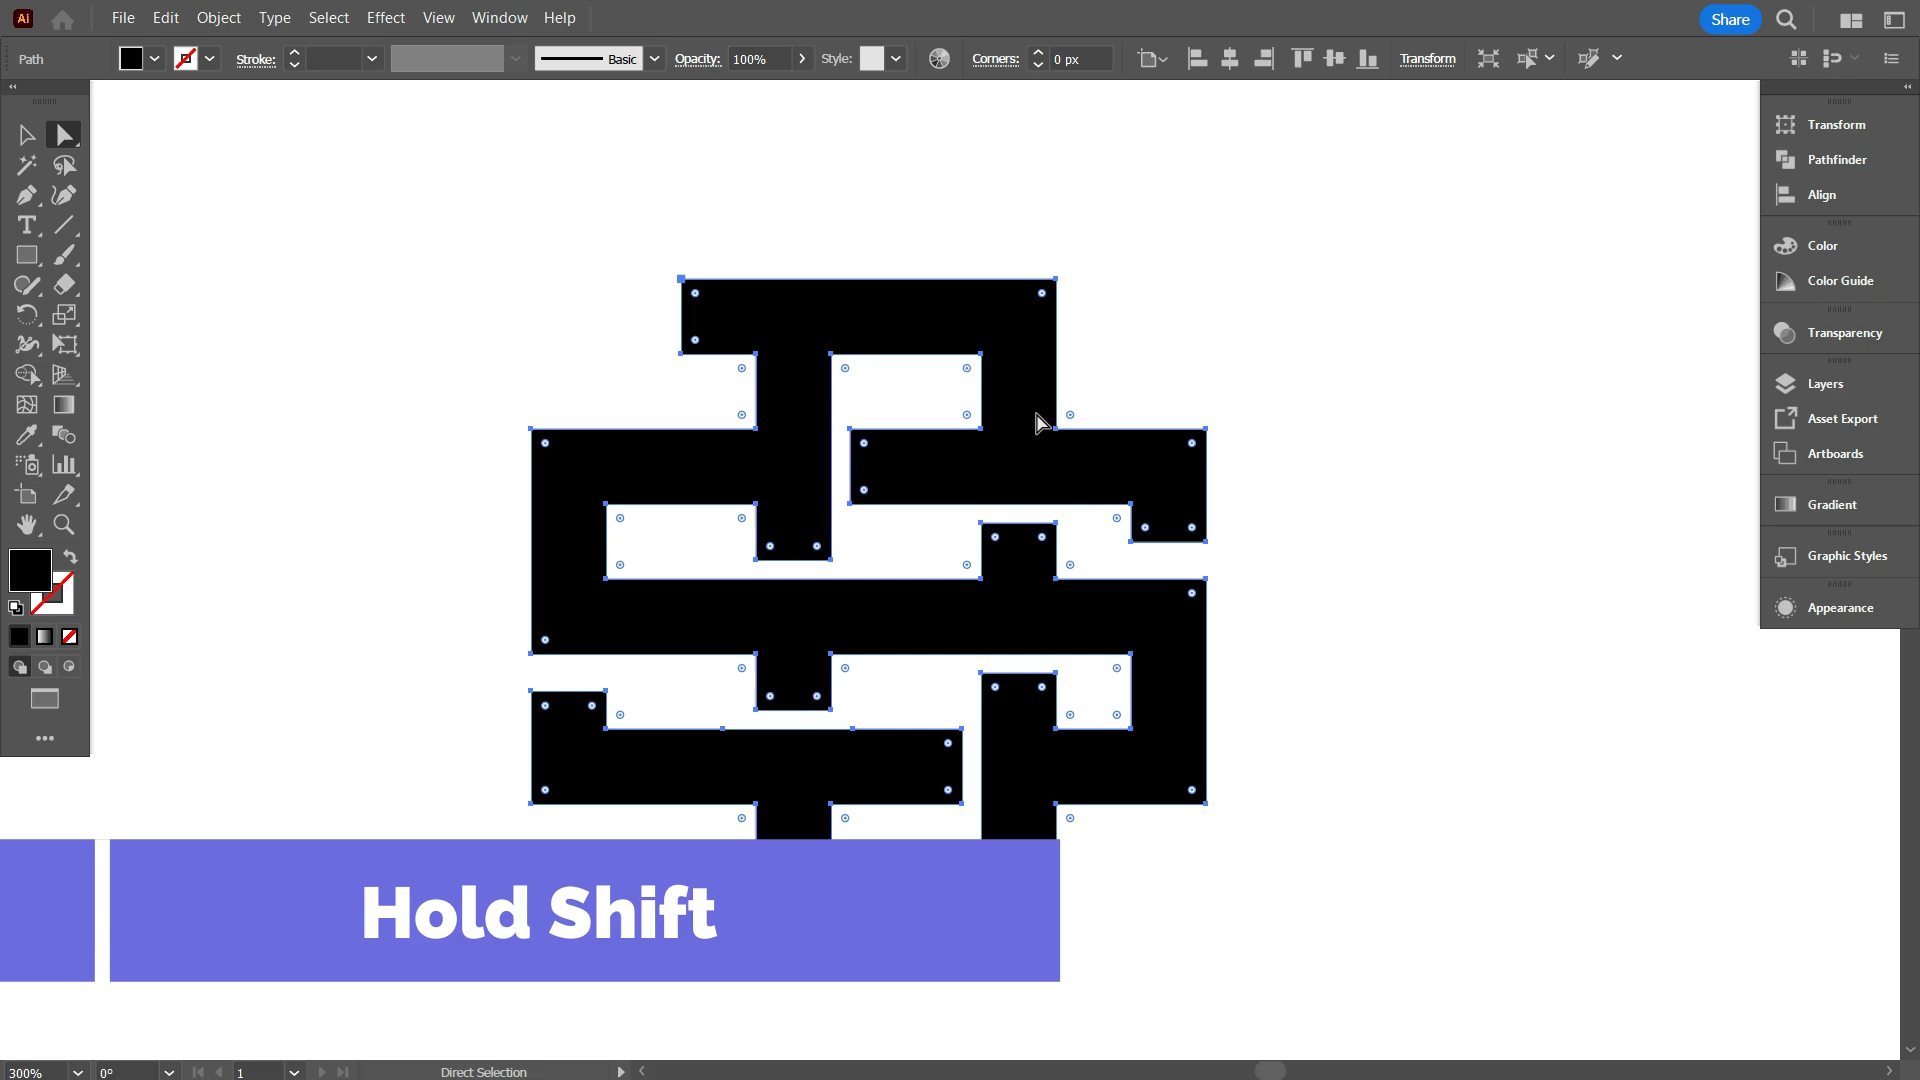 Ai File Edit Object Type Select Effect View Window Help Share
Path Stroke: Basic Opacity: 100% Style: Corners: 0 px Transform
Transform
Pathfinder
Align
Color
Color Guide
Transparency
Layers
Asset Export
Artboards
Gradient
Graphic Styles
Appearance
Hold Shift
300% 0° 1 Direct Selection